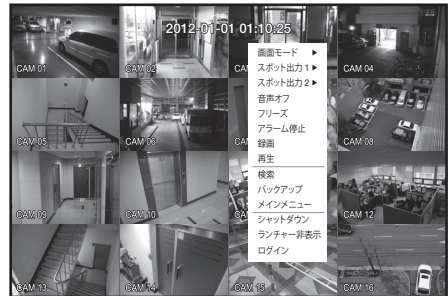 2012-01-01 01:10:25
CAM 01
CAM 02
CAM 04
画面モード ▶
スポット出力 1 ▶
スポット出力 2 ▶
音声オフ
フリーズ
アラーム停止
録画
再生
検索
バックアップ
メインメニュー
シャットダウン
ランチャー非表示
ログイン
CAM 05
CAM 06
CAM 08
CAM 09
CAM 10
CAM 12
CAM 13
CAM 14
CAM 15
CAM 16